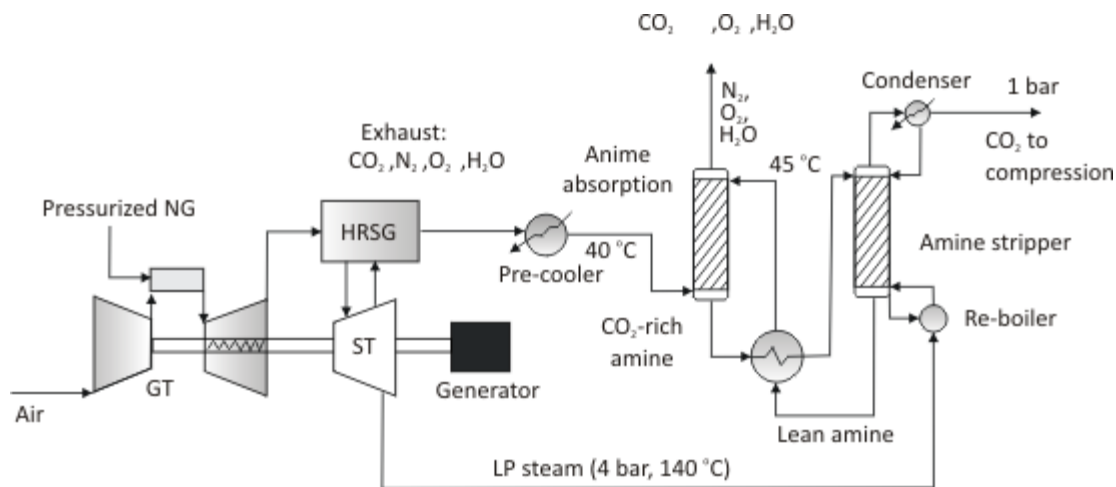 CO₂ ,O₂ ,H₂O
Condenser
1 bar
N₂,
O₂,
H₂O
Exhaust:
CO₂ ,N₂ ,O₂ ,H₂O
Anime
absorption
45 °C
CO₂ to
compression
Pressurized NG
HRSG
Pre-cooler
40 °C
Amine stripper
CO₂-rich
amine
Re-boiler
ST
GT
Generator
Air
Lean amine
LP steam (4 bar, 140 °C)